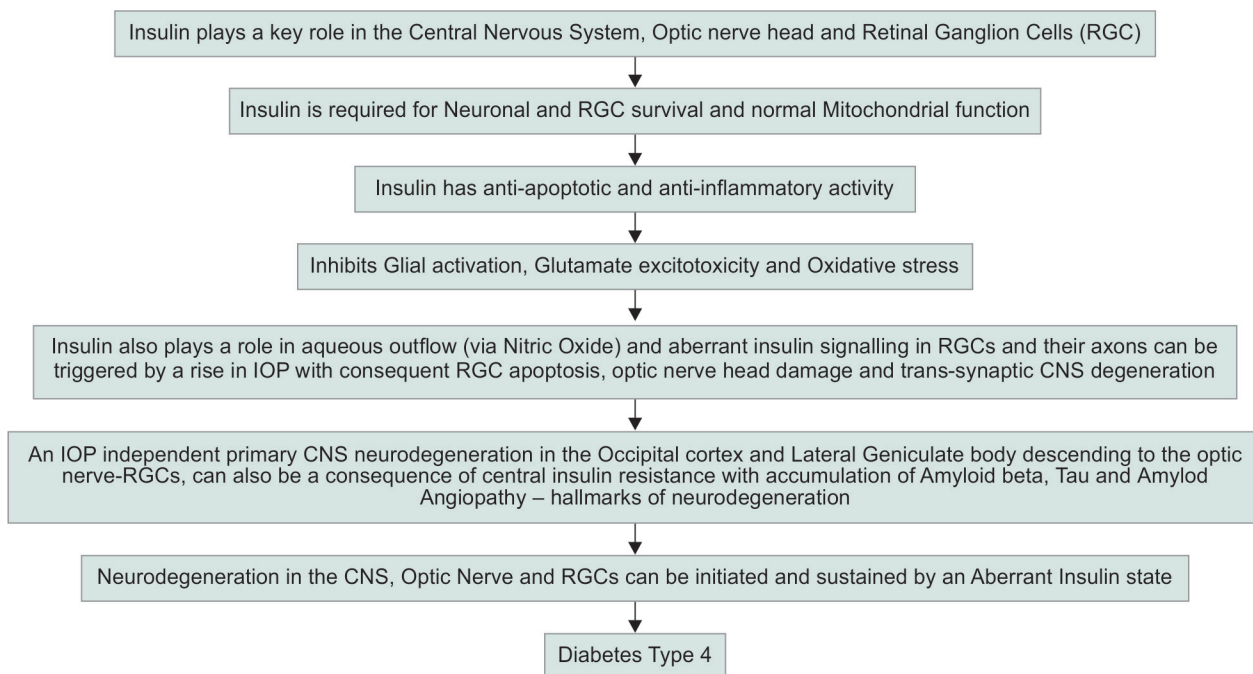 Insulin plays a key role in the Central Nervous System, Optic nerve head and Retinal Ganglion Cells (RGC)
Insulin is required for Neuronal and RGC survival and normal Mitochondrial function
Insulin has anti-apoptotic and anti-inflammatory activity
Inhibits Glial activation, Glutamate excitotoxicity and Oxidative stress
Insulin also plays a role in aqueous outflow (via Nitric Oxide) and aberrant insulin signalling in RGCs and their axons can be
triggered by a rise in IOP with consequent RGC apoptosis, optic nerve head damage and trans-synaptic CNS degeneration
An IOP independent primary CNS neurodegeneration in the Occipital cortex and Lateral Geniculate body descending to the optic
nerve-RGCs, can also be a consequence of central insulin resistance with accumulation of Amyloid beta, Tau and Amylod
Angiopathy – hallmarks of neurodegeneration
Neurodegeneration in the CNS, Optic Nerve and RGCs can be initiated and sustained by an Aberrant Insulin state
Diabetes Type 4